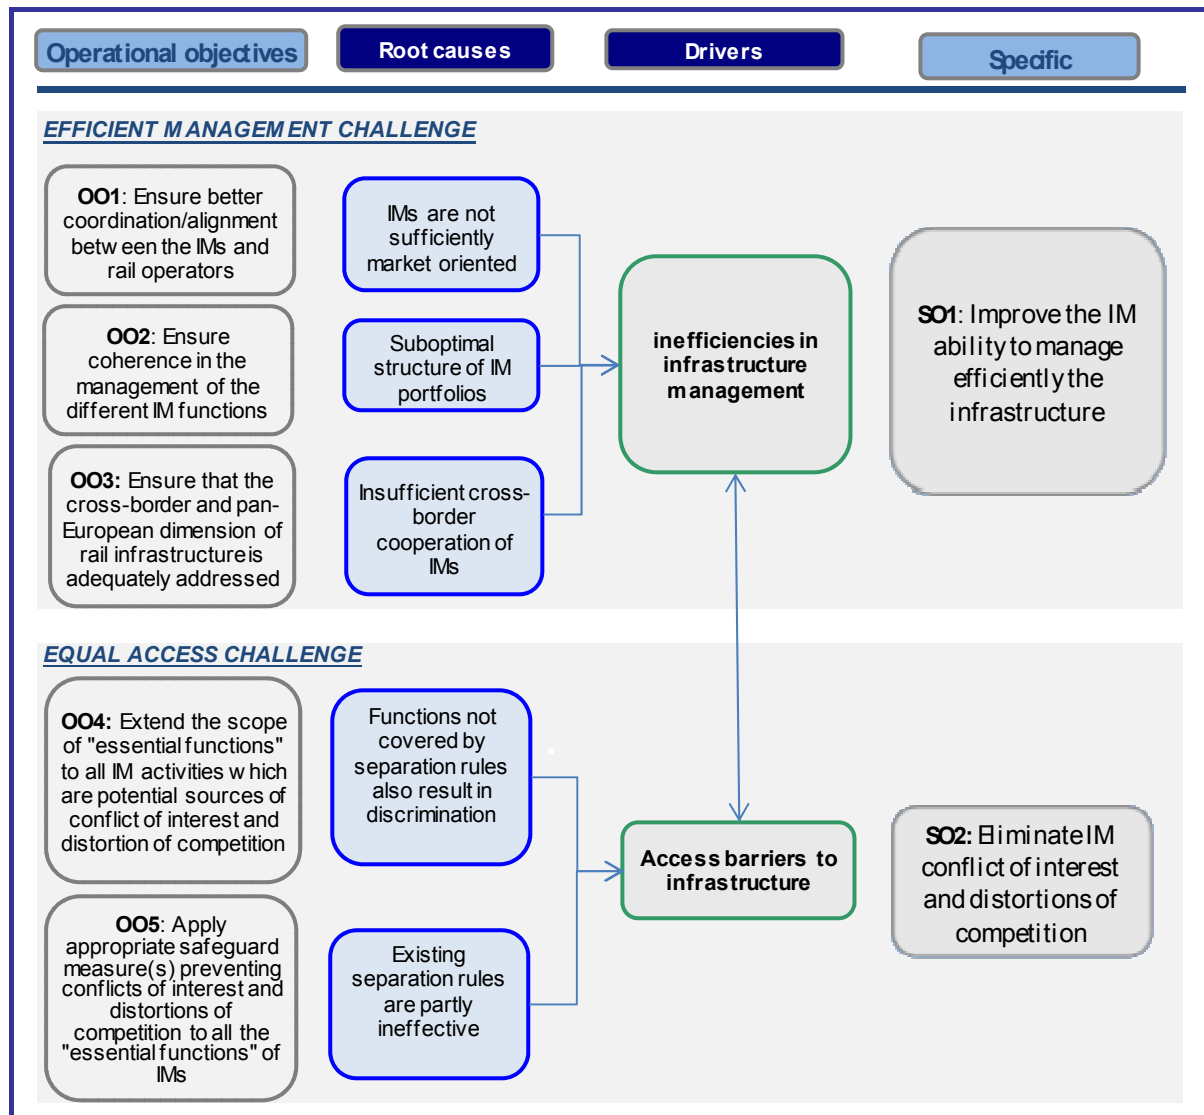 Operational objectives
Root causes
Drivers
Specific
EFFICIENT MANAGEMENT CHALLENGE
OO1: Ensure better
coordination/alignment
between the IMs and
rail operators
IMs are not
sufficiently
market oriented
OO2: Ensure
coherence in the
management of the
different IM functions
Suboptimal
structure of IM
portfolios
OO3: Ensure that the
cross-border and pan-
European dimension of
rail infrastructure is
adequately addressed
Insufficient cross-
border
cooperation of
IMs
inefficiencies in
infrastructure
management
SO1: Improve the IM
ability to manage
efficiently the
infrastructure
EQUAL ACCESS CHALLENGE
OO4: Extend the scope
of "essential functions"
to all IM activities which
are potential sources of
conflict of interest and
distortion of competition
Functions not
covered by
separation rules
also result in
discrimination
OO5: Apply
appropriate safeguard
measure(s) preventing
conflicts of interest and
distortions of
competition to all the
"essential functions" of
IMs
Existing
separation rules
are partly
ineffective
Access barriers to
infrastructure
SO2: Eliminate IM
conflict of interest
and distortions of
competition